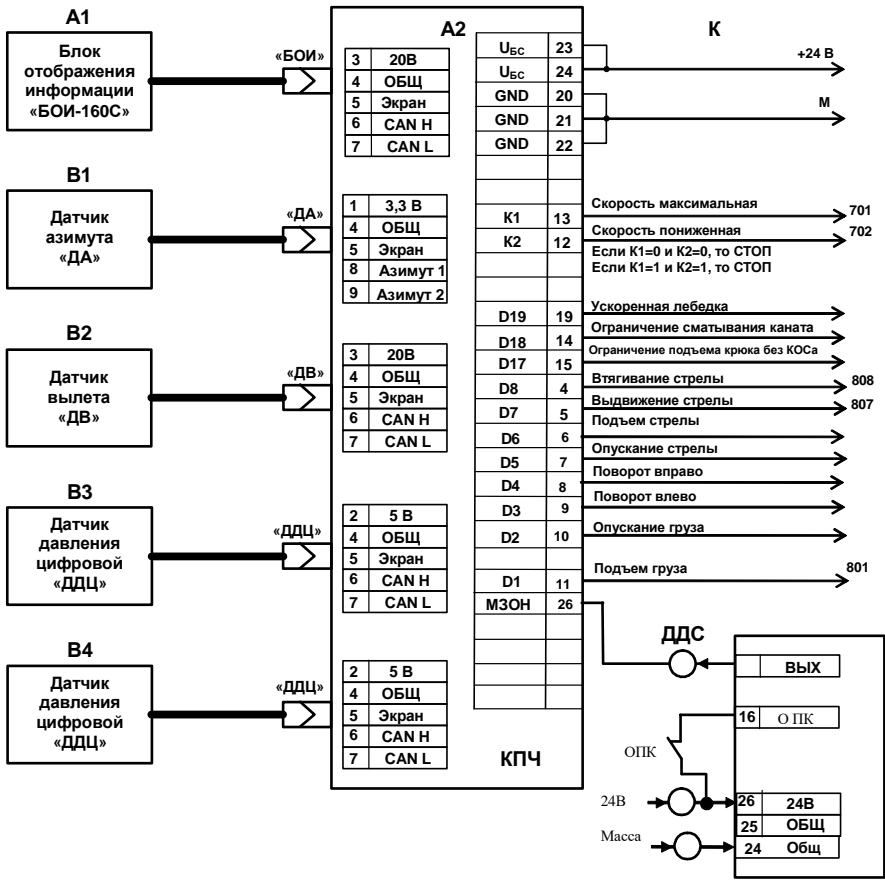 А1
Блок
отображения
информации
«БОИ-160С»
«БОИ»
В1
Датчик
азимута
«ДА»
«ДА»
В2
Датчик
вылета
«ДВ»
«ДВ»
В3
Датчик
давления
цифровой
«ДДЦ»
«ДДЦ»
В4
Датчик
давления
цифровой
«ДДЦ»
«ДДЦ»
А2
3 20В
4 ОБЩ
5 Экран
6 CAN H
7 CAN L
1 3,3 В
4 ОБЩ
5 Экран
8 Азимут 1
9 Азимут 2
3 20В
4 ОБЩ
5 Экран
6 CAN H
7 CAN L
2 5 В
4 ОБЩ
5 Экран
6 CAN H
7 CAN L
2 5 В
4 ОБЩ
5 Экран
6 CAN H
7 CAN L
КПЧ
UБС 23
UБС 24
GND 20
GND 21
GND 22
К1 13
К2 12
D19 19
D18 14
D17 15
D8 4
D7 5
D6 6
D5 7
D4 8
D3 9
D2 10
D1 11
МЗОН 26
К
+24 В
М
Скорость максимальная 701
Скорость пониженная 702
Если К1=0 и К2=0, то СТОП
Если К1=1 и К2=1, то СТОП
Ускоренная лебедка
Ограничение сматывания каната
Ограничение подъема крюка без КОСа
Втягивание стрелы 808
Выдвижение стрелы 807
Подъем стрелы
Опускание стрелы
Поворот вправо
Поворот влево
Опускание груза
Подъем груза 801
ДДС
ВЫХ
16 О ПК
ОПК
24В
26 24В
25 ОБЩ
Масса
24 Общ